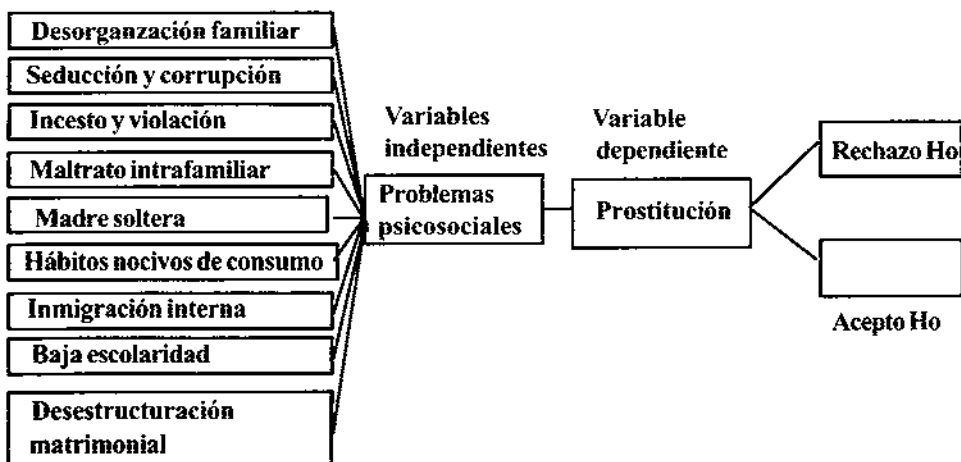 Desorganzación familiar
Seducción y corrupción
Incesto y violación
Maltrato intrafamiliar
Madre soltera
Hábitos nocivos de consumo
Inmigración interna
Baja escolaridad
Desestructuración
matrimonial
Variables
independientes
Problemas
psicosociales
Variable
dependiente
Prostitución
Rechazo Ho
Acepto Ho